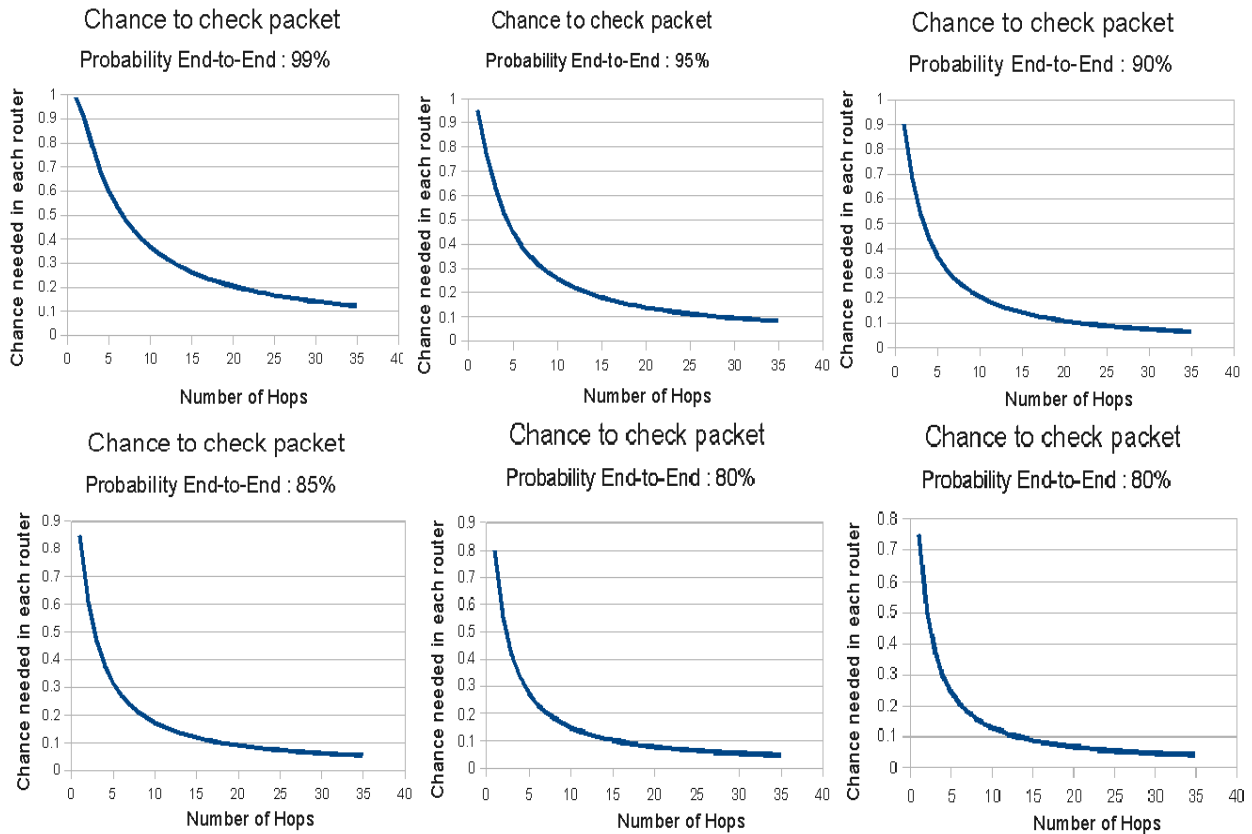 Chance to check packet
Probability End-to-End : 99%
Chance needed in each router
1
0.9
0.8
0.7
0.6
0.5
0.4
0.3
0.2
0.1
0
0 5 10 15 20 25 30 35 40
Number of Hops
Chance to check packet
Probability End-to-End : 95%
Chance needed in each router
1
0.9
0.8
0.7
0.6
0.5
0.4
0.3
0.2
0.1
0
0 5 10 15 20 25 30 35 40
Number of Hops
Chance to check packet
Probability End-to-End : 90%
Chance needed in each router
1
0.9
0.8
0.7
0.6
0.5
0.4
0.3
0.2
0.1
0
0 5 10 15 20 25 30 35 40
Number of Hops
Chance to check packet
Probability End-to-End : 85%
Chance needed in each router
0.9
0.8
0.7
0.6
0.5
0.4
0.3
0.2
0.1
0
0 5 10 15 20 25 30 35 40
Number of Hops
Chance to check packet
Probability End-to-End : 80%
Chance needed in each router
0.9
0.8
0.7
0.6
0.5
0.4
0.3
0.2
0.1
0
0 5 10 15 20 25 30 35 40
Number of Hops
Chance to check packet
Probability End-to-End : 80%
Chance needed in each router
0.8
0.7
0.6
0.5
0.4
0.3
0.2
0.1
0
0 5 10 15 20 25 30 35 40
Number of Hops